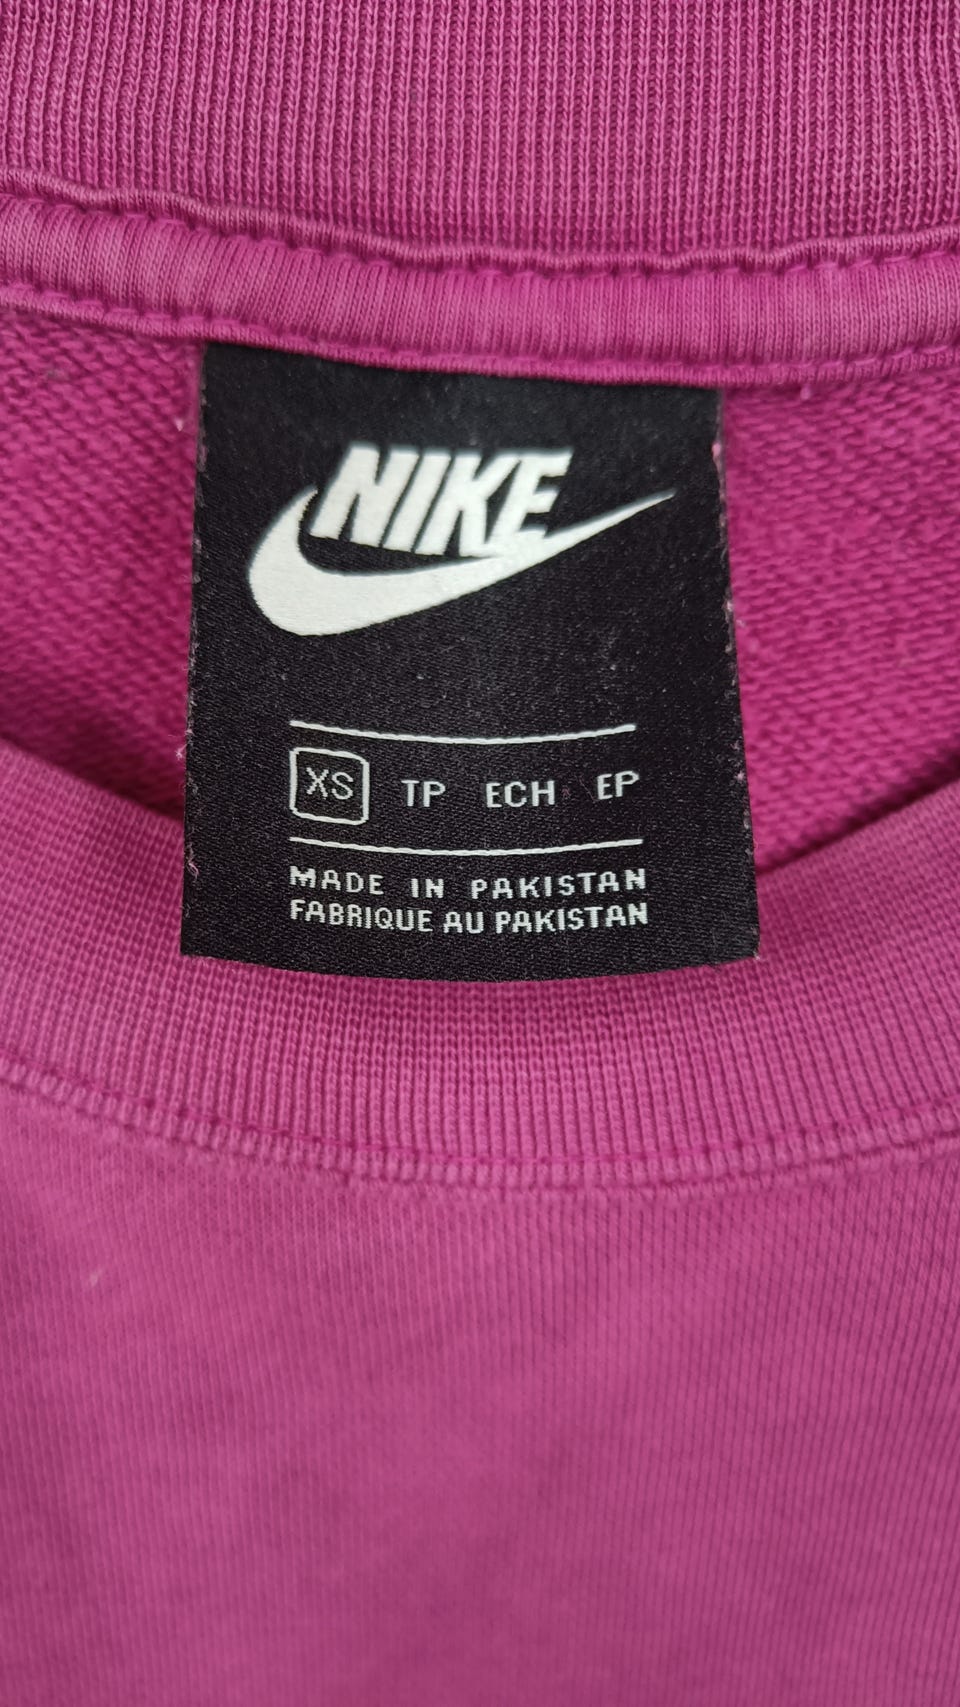 NIKE
XS TP ECH EP
MADE IN PAKISTAN
FABRIQUE AU PAKISTAN